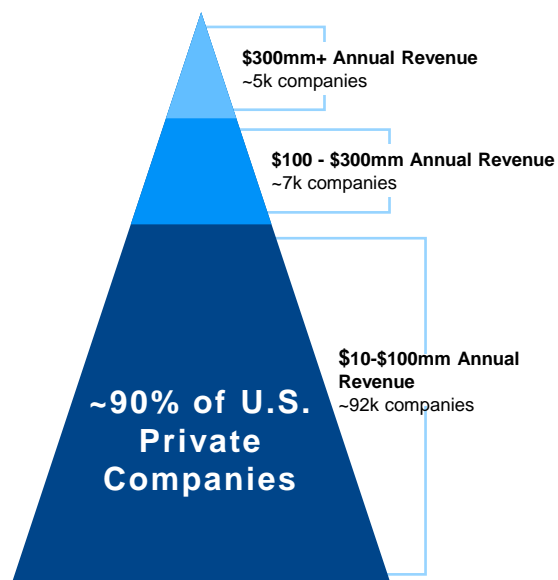 $300mm+ Annual Revenue
~5k companies
$100 - $300mm Annual Revenue
~7k companies
$10-$100mm Annual
Revenue
~92k companies
~90% of U.S.
Private
Companies